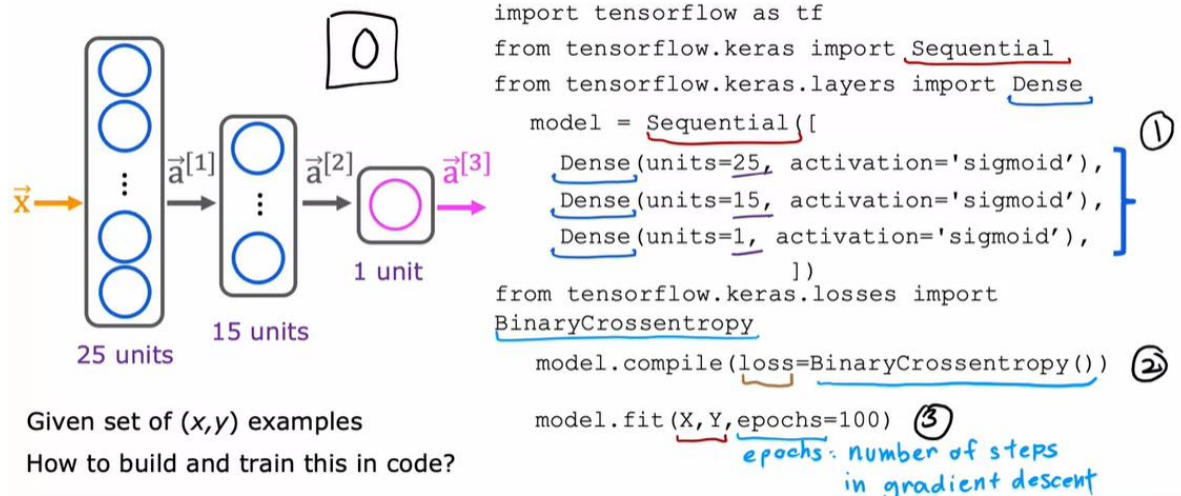 0
x⃗
a⃗[1]
a⃗[2]
a⃗[3]
25 units
15 units
1 unit
Given set of (x,y) examples
How to build and train this in code?
import tensorflow as tf
from tensorflow.keras import Sequential
from tensorflow.keras.layers import Dense
model = Sequential([
Dense(units=25, activation='sigmoid'),
Dense(units=15, activation='sigmoid'),
Dense(units=1, activation='sigmoid'),
])
①
from tensorflow.keras.losses import
BinaryCrossentropy
model.compile(loss=BinaryCrossentropy()) ②
model.fit(X,Y,epochs=100) ③
epochs: number of steps
in gradient descent